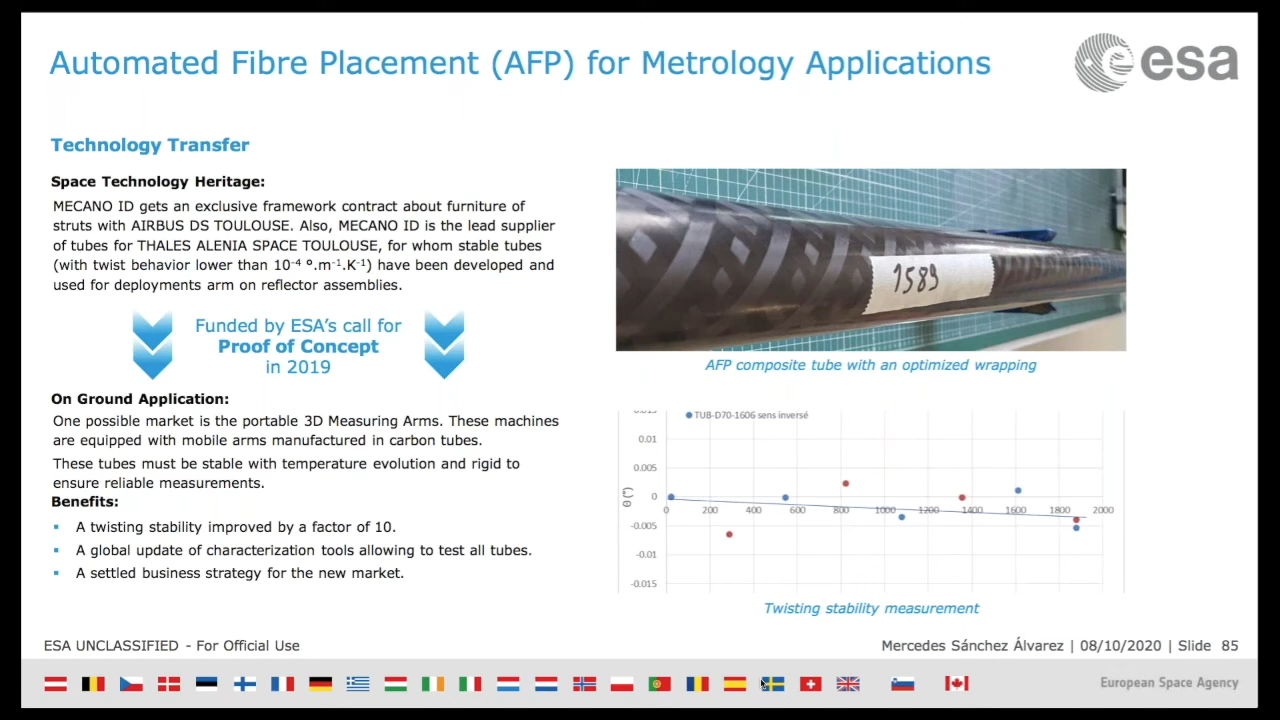 Automated Fibre Placement (AFP) for Metrology Applications
esa
Technology Transfer
Space Technology Heritage:
MECANO ID gets an exclusive framework contract about furniture of
struts with AIRBUS DS TOULOUSE. Also, MECANO ID is the lead supplier
of tubes for THALES ALENIA SPACE TOULOUSE, for whom stable tubes
(with twist behavior lower than 10⁻⁴ º.m⁻¹.K⁻¹) have been developed and
used for deployments arm on reflector assemblies.
Funded by ESA's call for
Proof of Concept
in 2019
On Ground Application:
One possible market is the portable 3D Measuring Arms. These machines
are equipped with mobile arms manufactured in carbon tubes.
These tubes must be stable with temperature evolution and rigid to
ensure reliable measurements.
Benefits:
▪ A twisting stability improved by a factor of 10.
▪ A global update of characterization tools allowing to test all tubes.
▪ A settled business strategy for the new market.
1589
AFP composite tube with an optimized wrapping
TUB-D70-1606 sens inversé
0.01
0.005
0
-0.005
-0.01
-0.015
Θ (°)
0 200 400 600 800 1000 1200 1400 1600 1800 2000
Twisting stability measurement
ESA UNCLASSIFIED - For Official Use
Mercedes Sánchez Álvarez | 08/10/2020 | Slide 85
European Space Agency